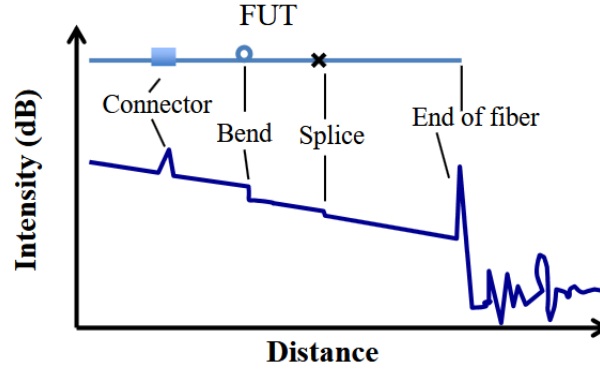 FUT
Connector
Bend
Splice
End of fiber
Intensity (dB)
Distance